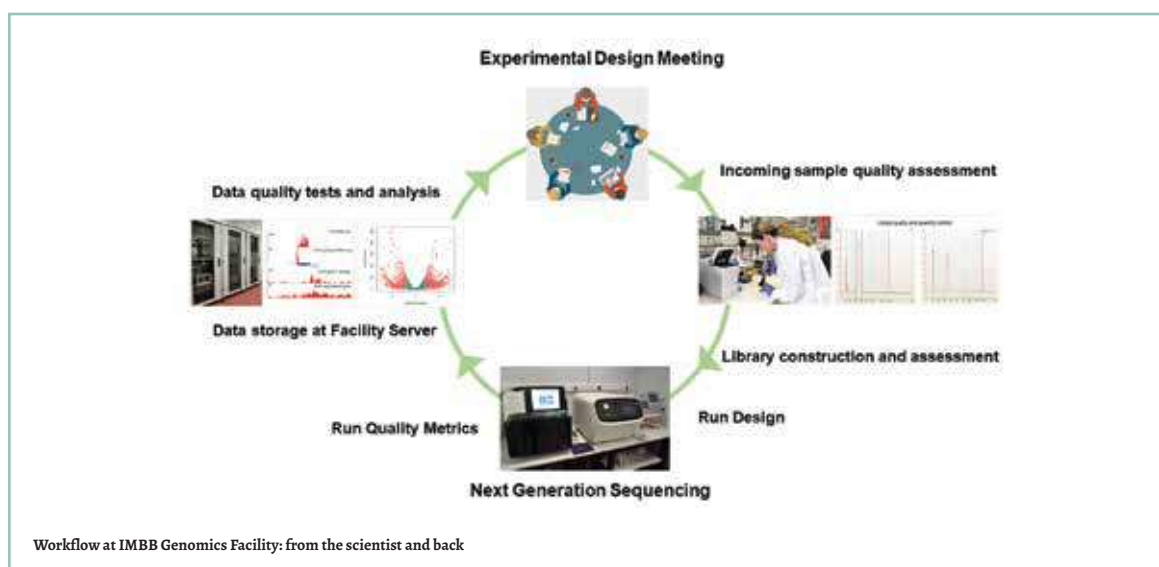 Experimental Design Meeting
Incoming sample quality assessment
Library construction and assessment
Run Design
Next Generation Sequencing
Run Quality Metrics
Data storage at Facility Server
Data quality tests and analysis
Workflow at IMBB Genomics Facility: from the scientist and back